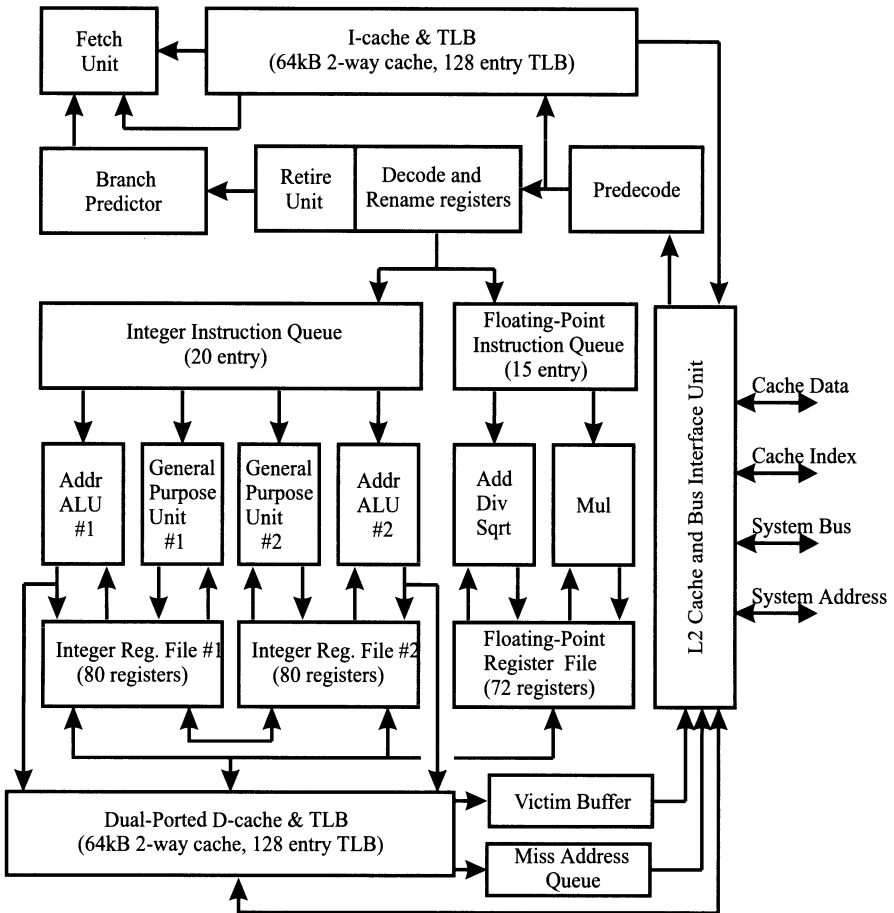 Fetch
Unit
I-cache & TLB
(64kB 2-way cache, 128 entry TLB)
Branch
Predictor
Retire
Unit
Decode and
Rename registers
Predecode
Integer Instruction Queue
(20 entry)
Floating-Point
Instruction Queue
(15 entry)
L2 Cache and Bus Interface Unit
Cache Data
Cache Index
System Bus
System Address
Addr
ALU
#1
General
Purpose
Unit
#1
General
Purpose
Unit
#2
Addr
ALU
#2
Add
Div
Sqrt
Mul
Integer Reg. File #1
(80 registers)
Integer Reg. File #2
(80 registers)
Floating-Point
Register File
(72 registers)
Dual-Ported D-cache & TLB
(64kB 2-way cache, 128 entry TLB)
Victim Buffer
Miss Address
Queue